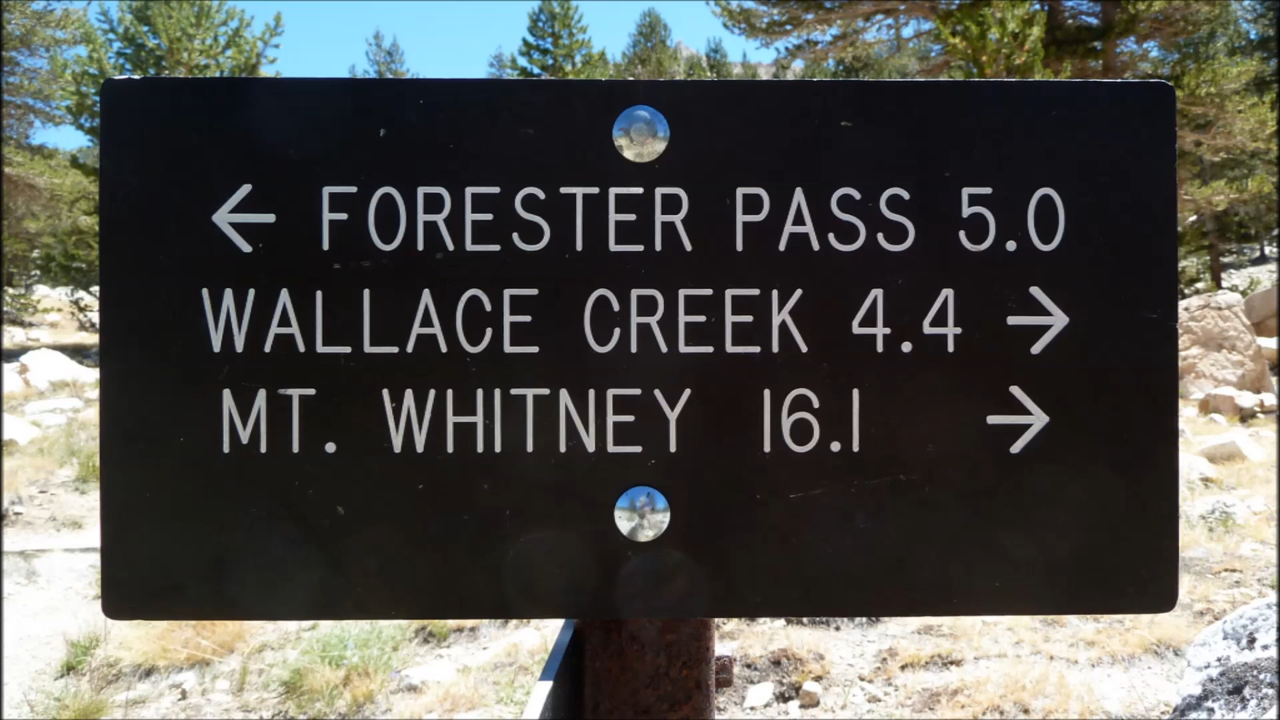 ← FORESTER PASS 5.0
WALLACE CREEK 4.4 →
MT. WHITNEY 16.1 →